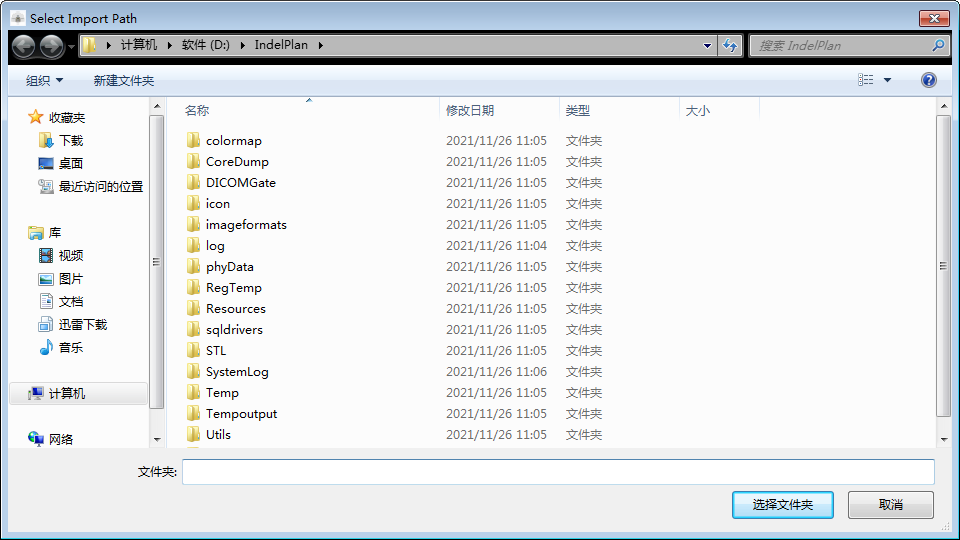 Select Import Path
计算机 软件 (D:) IndelPlan
搜索 IndelPlan
组织 新建文件夹
名称 修改日期 类型 大小
收藏夹
下载
桌面
最近访问的位置
库
视频
图片
文档
迅雷下载
音乐
计算机
网络
colormap 2021/11/26 11:05 文件夹
CoreDump 2021/11/26 11:05 文件夹
DICOMGate 2021/11/26 11:05 文件夹
icon 2021/11/26 11:05 文件夹
imageformats 2021/11/26 11:05 文件夹
log 2021/11/26 11:04 文件夹
phyData 2021/11/26 11:05 文件夹
RegTemp 2021/11/26 11:05 文件夹
Resources 2021/11/26 11:05 文件夹
sqldrivers 2021/11/26 11:05 文件夹
STL 2021/11/26 11:05 文件夹
SystemLog 2021/11/26 11:06 文件夹
Temp 2021/11/26 11:05 文件夹
Tempoutput 2021/11/26 11:05 文件夹
Utils 2021/11/26 11:05 文件夹
文件夹:
选择文件夹 取消